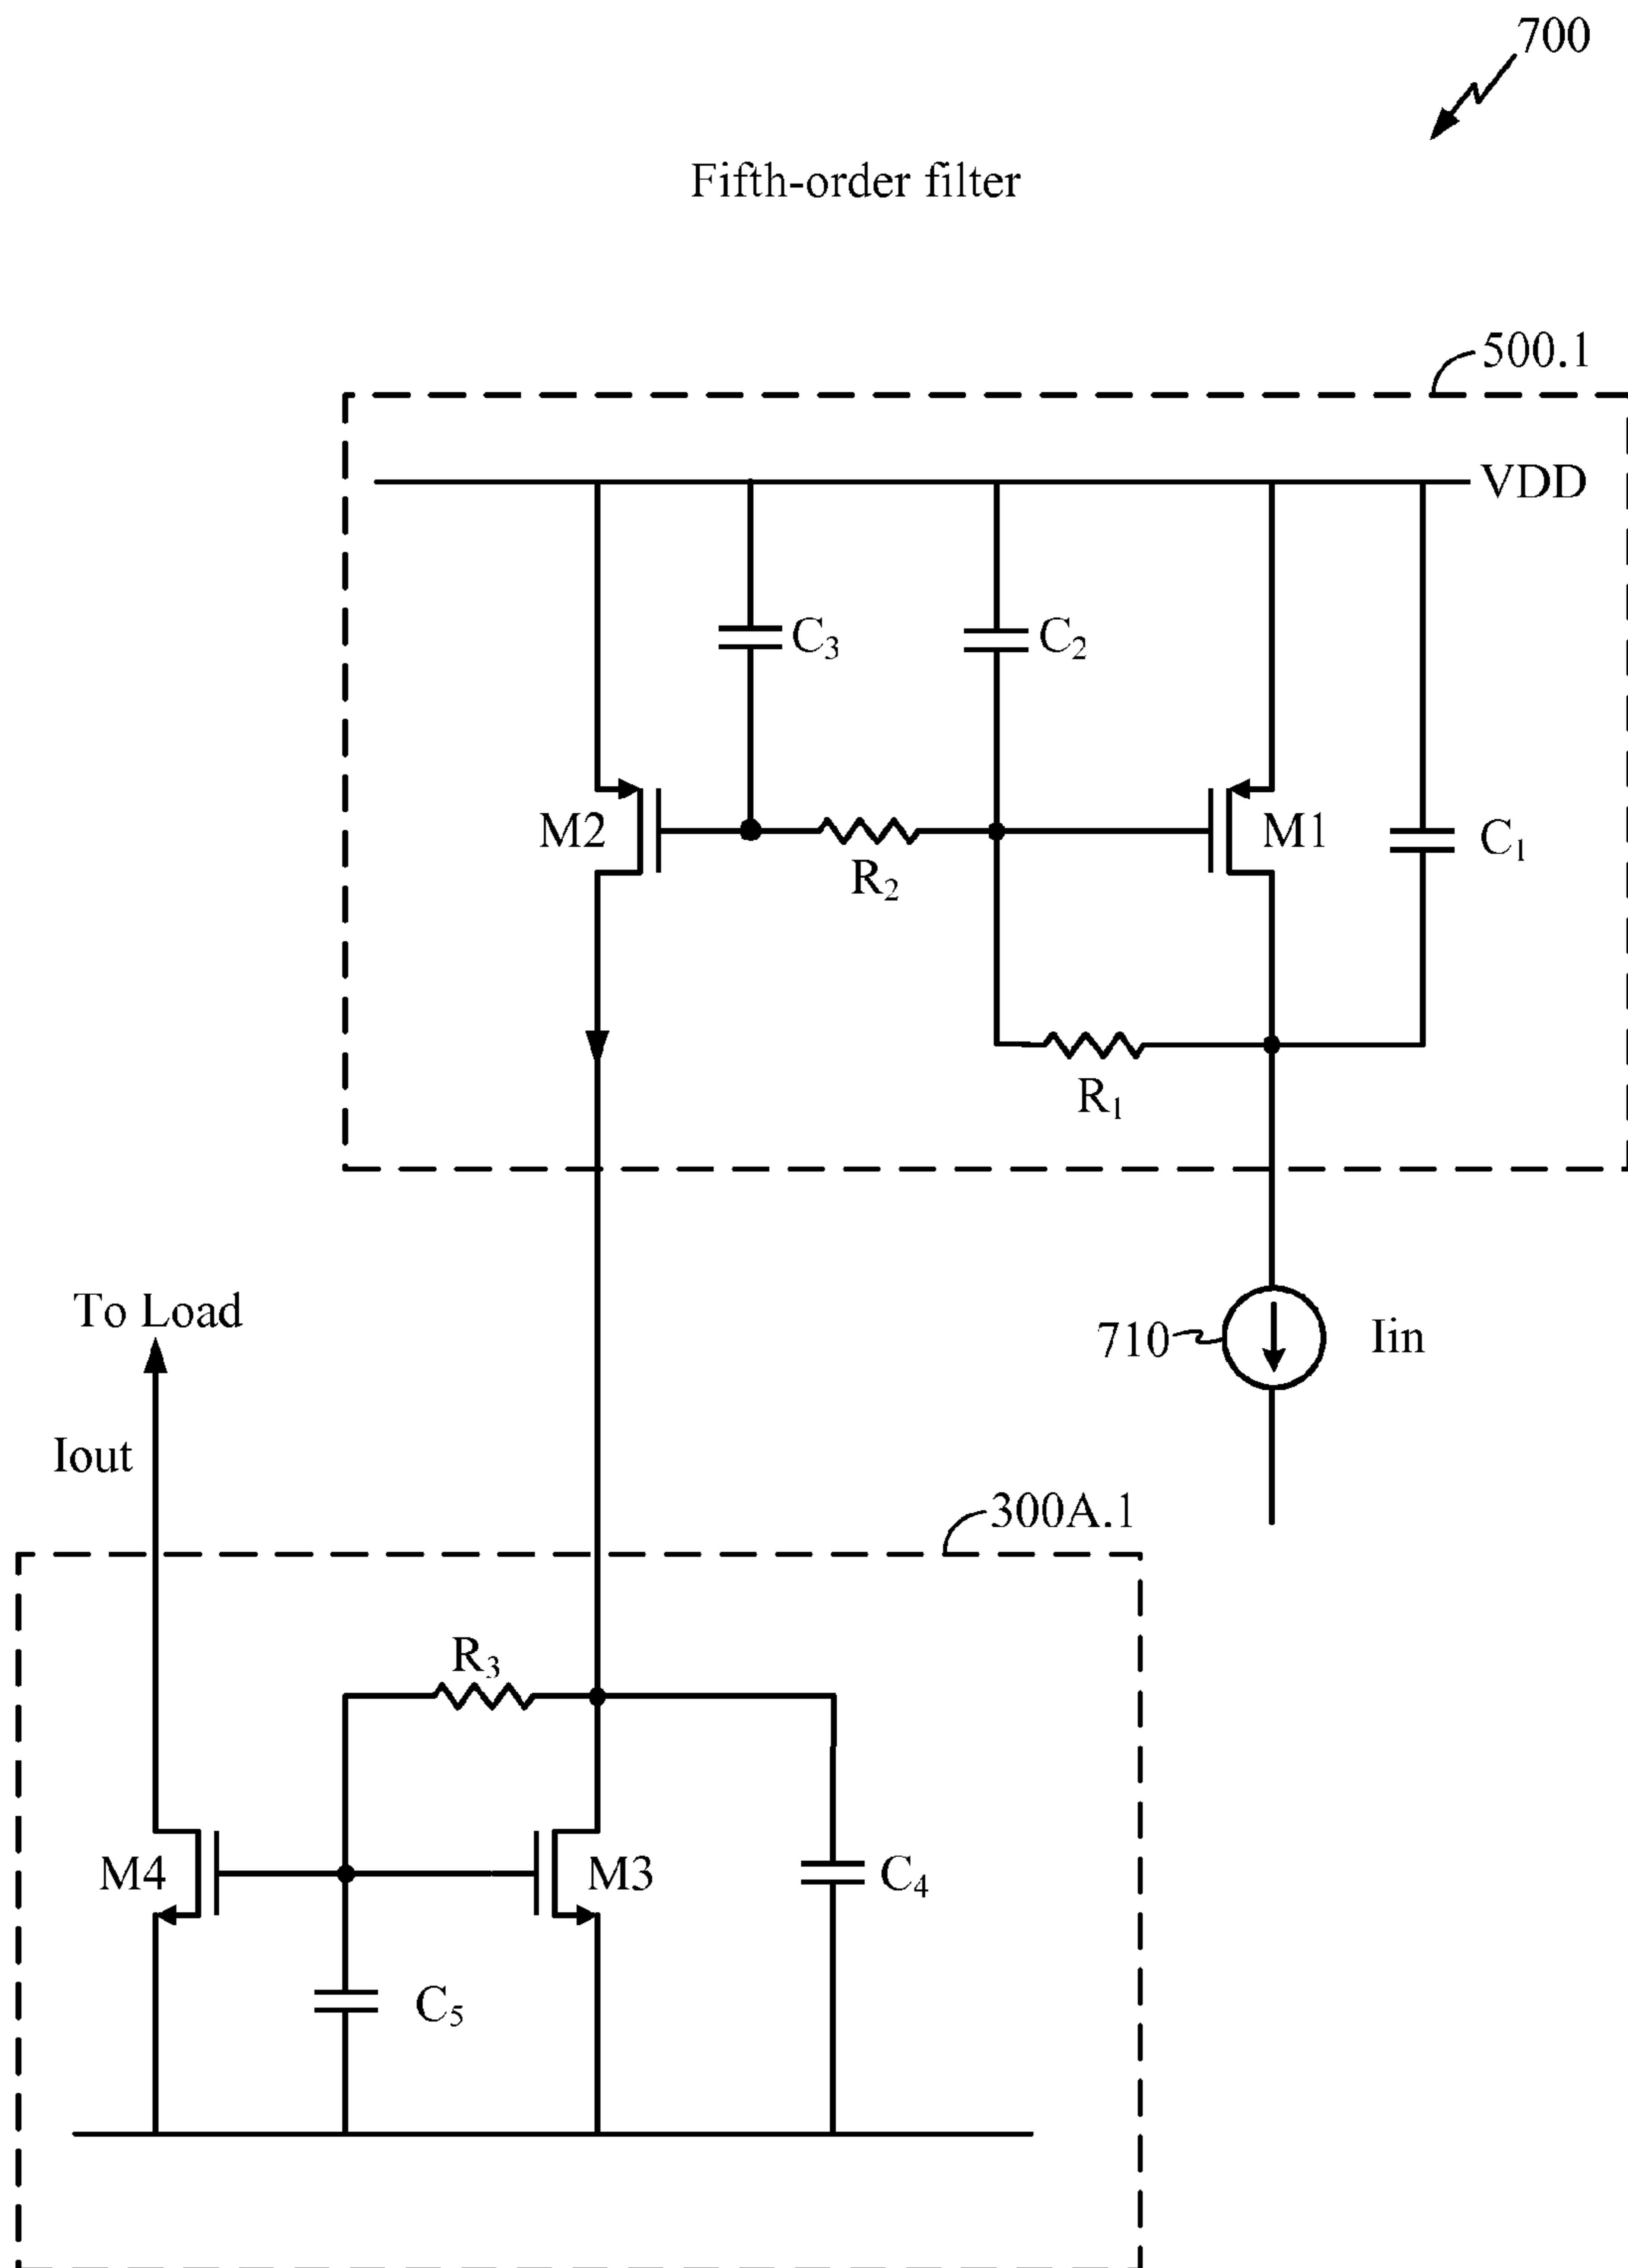 700
Fifth-order filter
500.1
VDD
C3
C2
M2
R2
M1
C1
R1
To Load
710
Iin
Iout
300A.1
R3
M4
M3
C4
C5